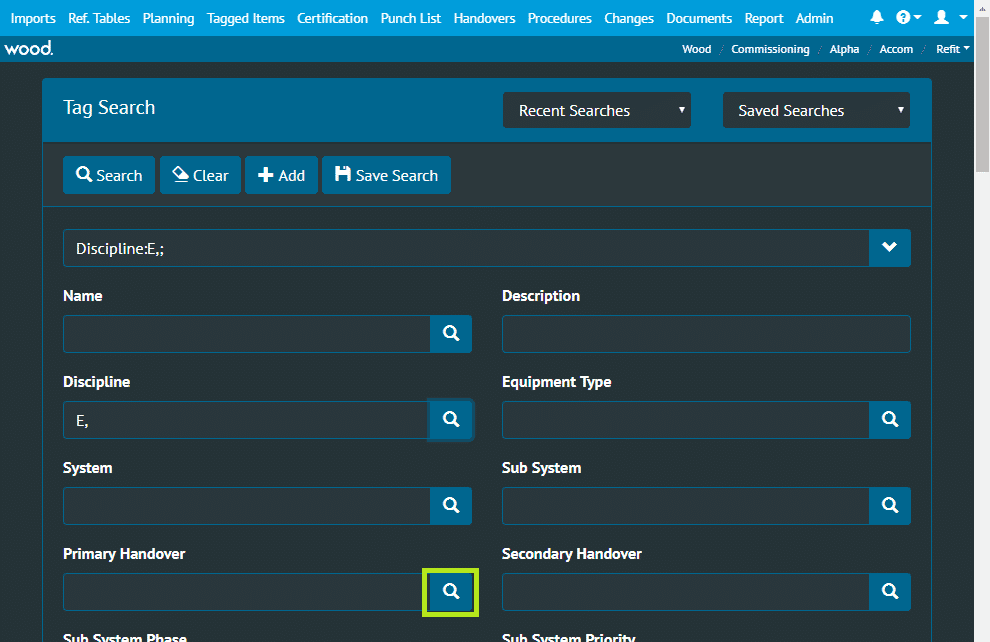 Imports Ref. Tables Planning Tagged Items Certification Punch List Handovers Procedures Changes Documents Report Admin
wood. Wood / Commissioning / Alpha / Accom / Refit
Tag Search Recent Searches Saved Searches
Search Clear Add Save Search
Discipline:E,;
Name Description
Discipline Equipment Type
E,
System Sub System
Primary Handover Secondary Handover
Sub System Phase Sub System Priority